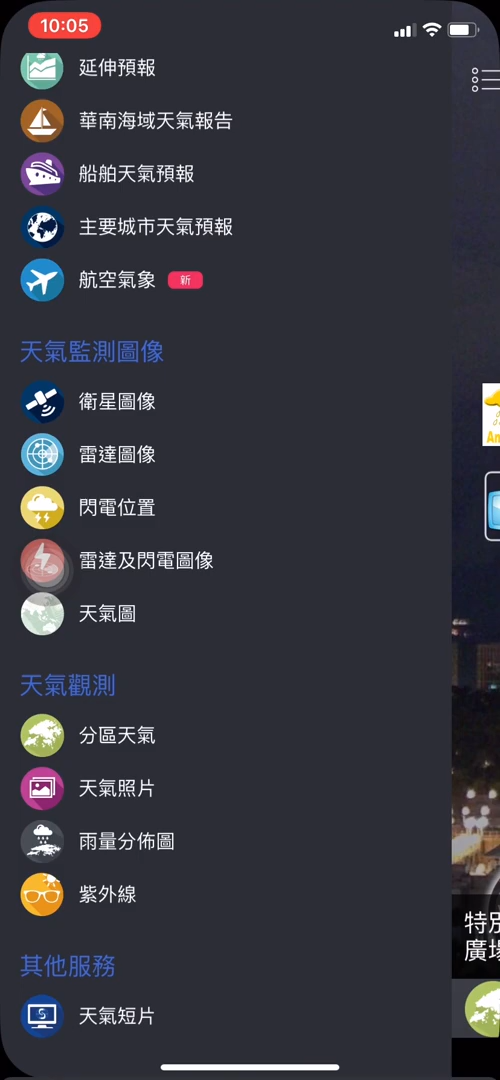 10:05
延伸預報
華南海域天氣報告
船舶天氣預報
主要城市天氣預報
航空氣象 新
天氣監測圖像
衛星圖像
雷達圖像
閃電位置
雷達及閃電圖像
天氣圖
天氣觀測
分區天氣
天氣照片
雨量分佈圖
紫外線
特別
廣場
其他服務
天氣短片